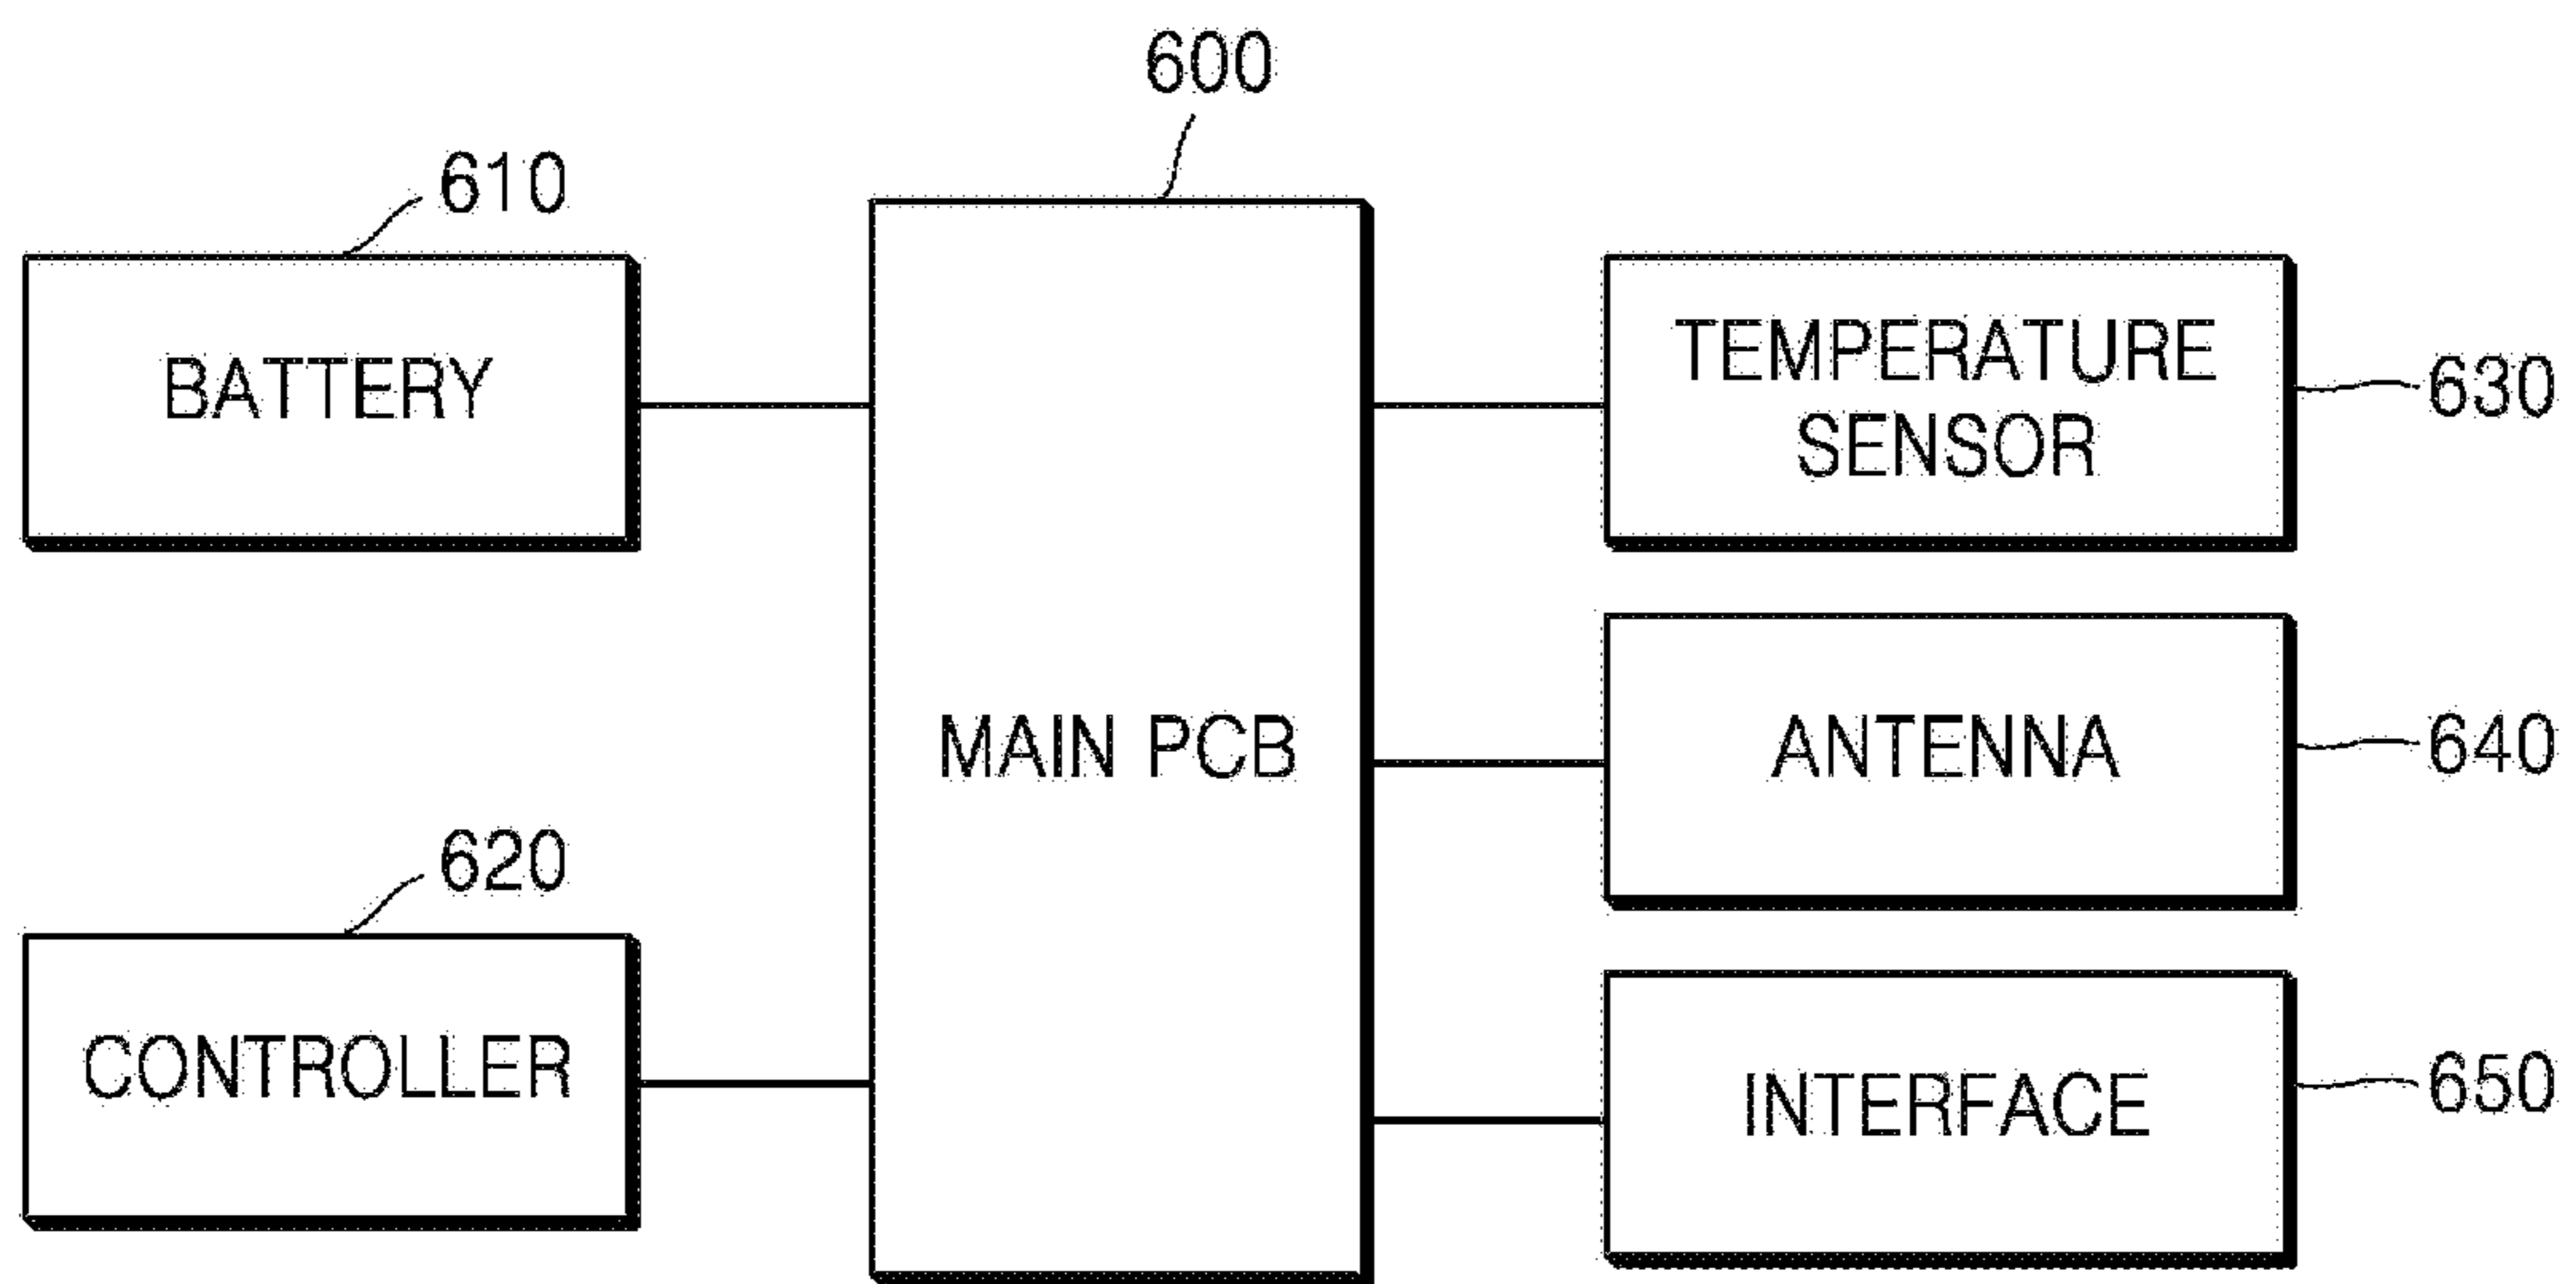 600
610
BATTERY
620
CONTROLLER
MAIN PCB
TEMPERATURE
SENSOR
630
ANTENNA
640
INTERFACE
650